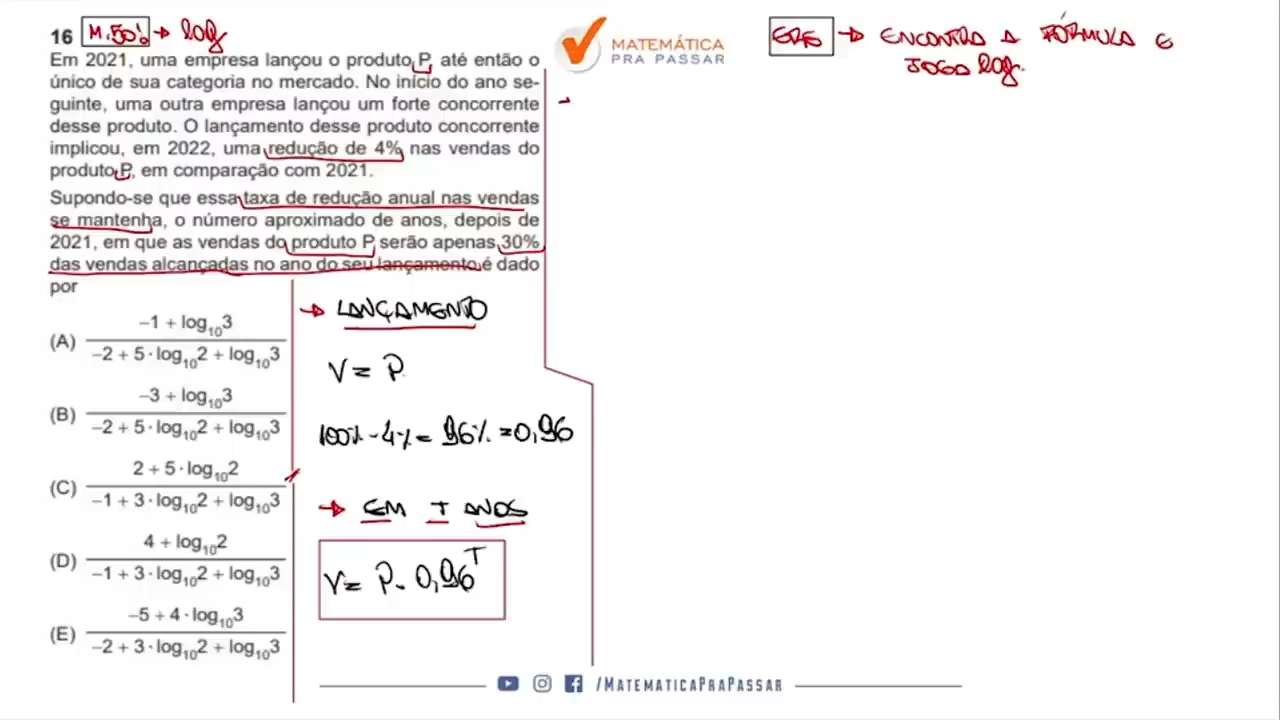 16 M.50% → log
Em 2021, uma empresa lançou o produto P, até então o
único de sua categoria no mercado. No início do ano se-
guinte, uma outra empresa lançou um forte concorrente
desse produto. O lançamento desse produto concorrente
implicou, em 2022, uma redução de 4% nas vendas do
produto P, em comparação com 2021.
Supondo-se que essa taxa de redução anual nas vendas
se mantenha, o número aproximado de anos, depois de
2021, em que as vendas do produto P serão apenas 30%
das vendas alcançadas no ano do seu lançamento é dado
por
(A) −1 + log₁₀3 / −2 + 5·log₁₀2 + log₁₀3
(B) −3 + log₁₀3 / −2 + 5·log₁₀2 + log₁₀3
(C) 2 + 5·log₁₀2 / −1 + 3·log₁₀2 + log₁₀3
(D) 4 + log₁₀2 / −1 + 3·log₁₀2 + log₁₀3
(E) −5 + 4·log₁₀3 / −2 + 3·log₁₀2 + log₁₀3
→ LANÇAMENTO
V = P
100% - 4% = 96% = 0,96
→ EM T ANOS
V = P. 0,96^T
MATEMÁTICA
PRA PASSAR
→ ENCONTRA A FÓRMULA E
JOGA log.
/MATEMATICAPRAPASSAR